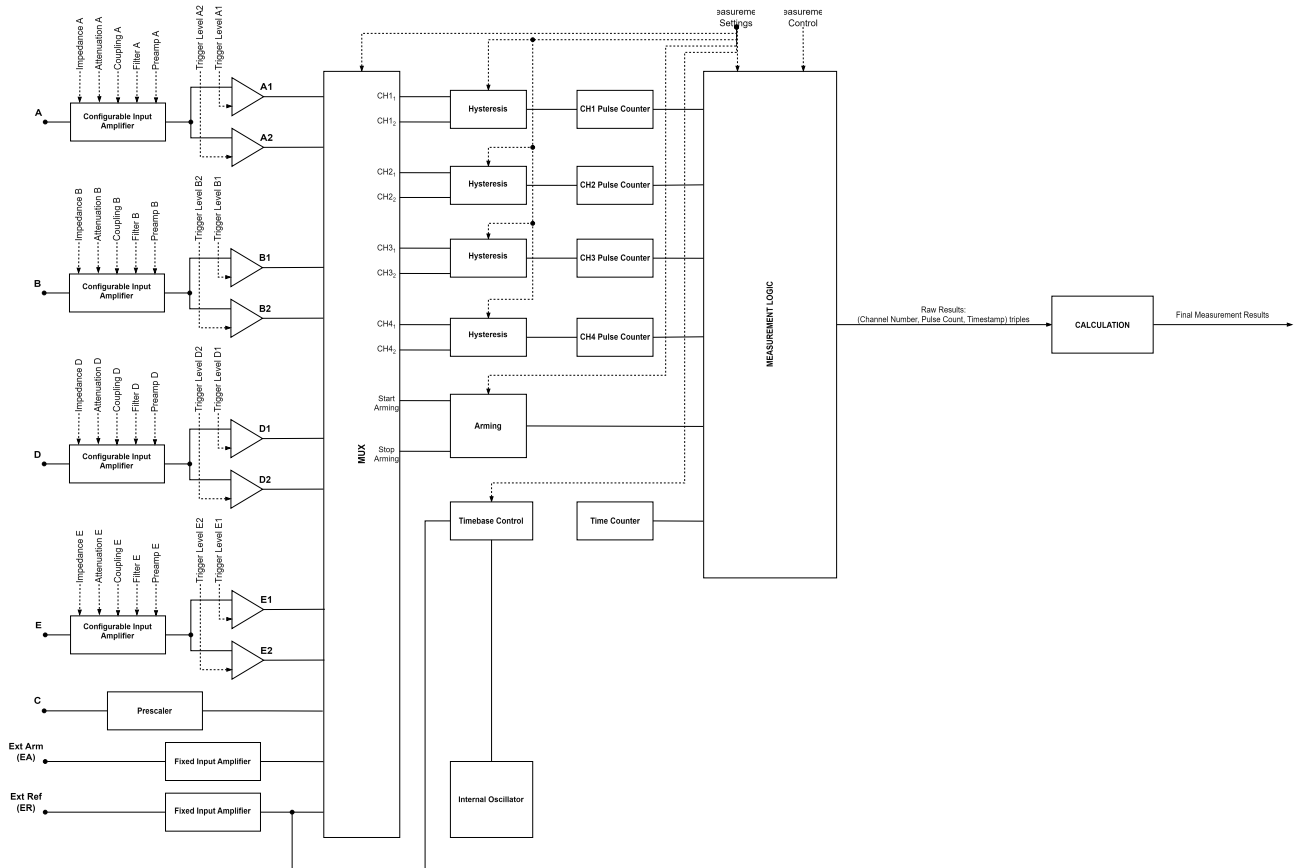 Settings
Control
Impedance A
Attenuation A
Coupling A
Filter A
Preamp A
Trigger Level A2
Trigger Level A1
A
Configurable Input
Amplifier
A1
A2
Impedance B
Attenuation B
Coupling B
Filter B
Preamp B
Trigger Level B2
Trigger Level B1
B
Configurable Input
Amplifier
B1
B2
Impedance D
Attenuation D
Coupling D
Filter D
Preamp D
Trigger Level D2
Trigger Level D1
D
Configurable Input
Amplifier
D1
D2
Impedance E
Attenuation E
Coupling E
Filter E
Preamp E
Trigger Level E2
Trigger Level E1
E
Configurable Input
Amplifier
E1
E2
C
Prescaler
Ext Arm
(EA)
Fixed Input Amplifier
Ext Ref
(ER)
Fixed Input Amplifier
MUX
CH1₁
CH1₂
Hysteresis
CH1 Pulse Counter
CH2₁
CH2₂
Hysteresis
CH2 Pulse Counter
CH3₁
CH3₂
Hysteresis
CH3 Pulse Counter
CH4₁
CH4₂
Hysteresis
CH4 Pulse Counter
Start
Arming
Stop
Arming
Arming
Timebase Control
Time Counter
Internal Oscillator
MEASUREMENT LOGIC
Raw Results:
(Channel Number, Pulse Count, Timestamp) triples
CALCULATION
Final Measurement Results